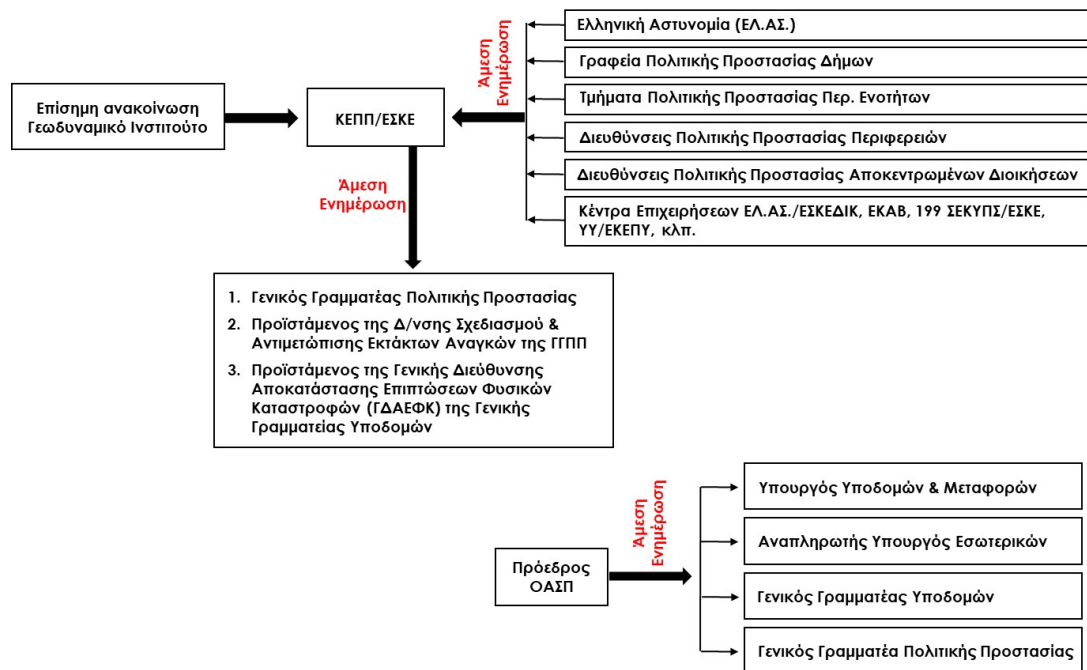 Επίσημη ανακοίνωση
Γεωδυναμικό Ινστιτούτο
ΚΕΠΠ/ΕΣΚΕ
Άμεση
Ενημέρωση
Ελληνική Αστυνομία (ΕΛ.ΑΣ.)
Γραφεία Πολιτικής Προστασίας Δήμων
Τμήματα Πολιτικής Προστασίας Περ. Ενοτήτων
Διευθύνσεις Πολιτικής Προστασίας Περιφερειών
Διευθύνσεις Πολιτικής Προστασίας Αποκεντρωμένων Διοικήσεων
Κέντρα Επιχειρήσεων ΕΛ.ΑΣ./ΕΣΚΕΔΙΚ, ΕΚΑΒ, 199 ΣΕΚΥΠΣ/ΕΣΚΕ,
ΥΥ/ΕΚΕΠΥ, κλπ.
Άμεση
Ενημέρωση
1. Γενικός Γραμματέας Πολιτικής Προστασίας
2. Προϊστάμενος της Δ/νσης Σχεδιασμού &
Αντιμετώπισης Εκτάκτων Αναγκών της ΓΓΠΠ
3. Προϊστάμενος της Γενικής Διεύθυνσης
Αποκατάστασης Επιπτώσεων Φυσικών
Καταστροφών (ΓΔΑΕΦΚ) της Γενικής
Γραμματείας Υποδομών
Πρόεδρος
ΟΑΣΠ
Άμεση
Ενημέρωση
Υπουργός Υποδομών & Μεταφορών
Αναπληρωτής Υπουργός Εσωτερικών
Γενικός Γραμματέας Υποδομών
Γενικός Γραμματέα Πολιτικής Προστασίας